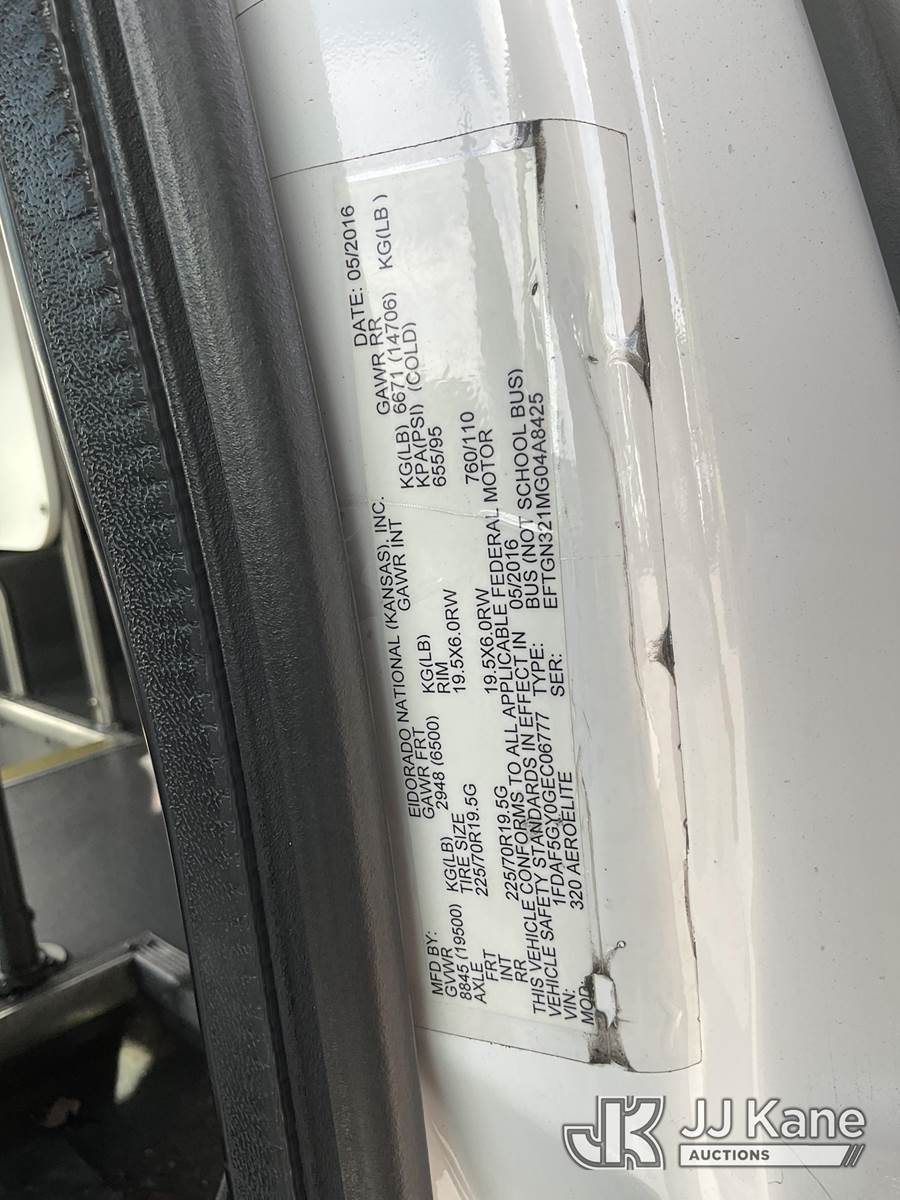 MFD BY: EIDORADO NATIONAL (KANSAS), INC. DATE: 05/2016
GVWR GAWR FRT GAWR INT GAWR RR
8845 (19500) KG(LB) 2948 (6500) KG(LB) KG(LB) 6671 (14706) KG(LB )
AXLE TIRE SIZE RIM KPA(PSI) (COLD)
FRT 225/70R19.5G 19.5X6.0RW 655/95
INT
RR 225/70R19.5G 19.5X6.0RW 760/110
THIS VEHICLE CONFORMS TO ALL APPLICABLE FEDERAL MOTOR
VEHICLE SAFETY STANDARDS IN EFFECT IN 05/2016
VIN: 1FDAF5GY0GEC06777 TYPE: BUS (NOT SCHOOL BUS)
MOD: 320 AEROELITE SER: EFTGN321MG04A8425
JK JJ Kane
AUCTIONS